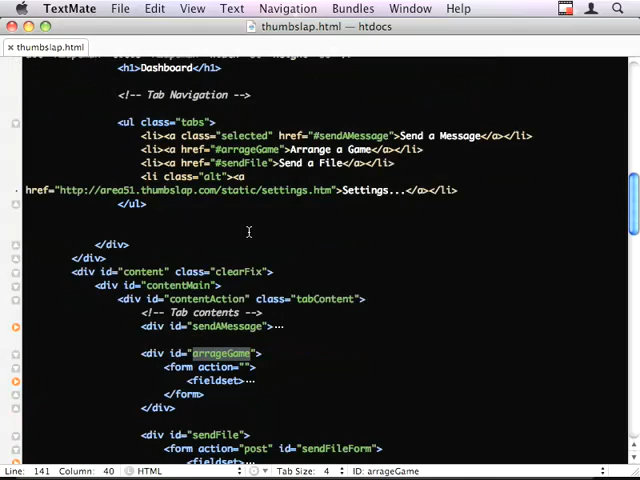 TextMate File Edit View Text Navigation Bundles Window Help
thumbslap.html — htdocs
thumbslap.html
<h1>Dashboard</h1>
<!-- Tab Navigation -->
<ul class="tabs">
<li><a class="selected" href="#sendAMessage">Send a Message</a></li>
<li><a href="#arrageGame">Arrange a Game</a></li>
<li><a href="#sendFile">Send a File</a></li>
<li class="alt"><a
href="http://area51.thumbslap.com/static/settings.htm">Settings...</a></li>
</ul>
</div>
</div>
<div id="content" class="clearFix">
<div id="contentMain">
<div id="contentAction" class="tabContent">
<!-- Tab contents -->
<div id="sendAMessage">…
<div id="arrageGame">
<form action="">
<fieldset>…
</form>
</div>
<div id="sendFile">
<form action="post" id="sendFileForm">
<fieldset>…
Line: 141 Column: 40 HTML Tab Size: 4 ID: arrageGame